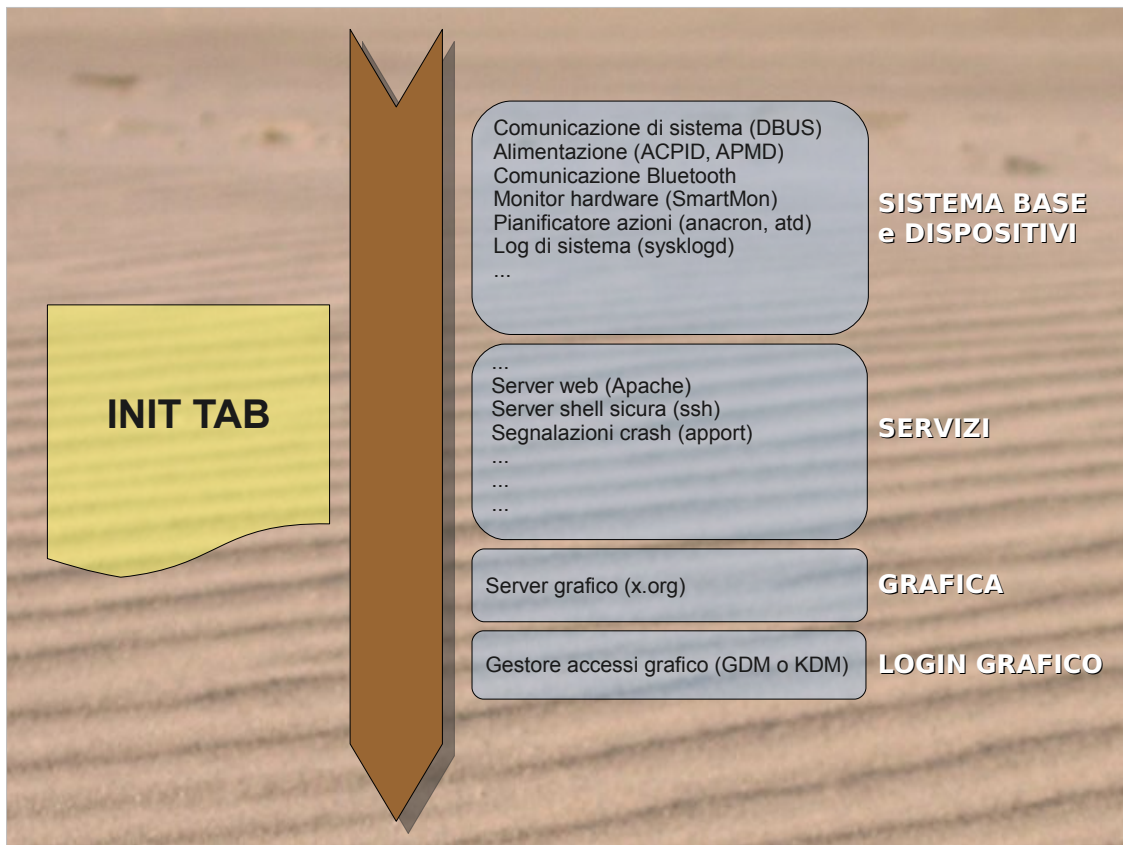 Comunicazione di sistema (DBUS)
Alimentazione (ACPID, APMD)
Comunicazione Bluetooth
Monitor hardware (SmartMon)
Pianificatore azioni (anacron, atd)
Log di sistema (sysklogd)
...
SISTEMA BASE
e DISPOSITIVI
INIT TAB
...
Server web (Apache)
Server shell sicura (ssh)
Segnalazioni crash (apport)
...
...
...
SERVIZI
Server grafico (x.org)
GRAFICA
Gestore accessi grafico (GDM o KDM)
LOGIN GRAFICO